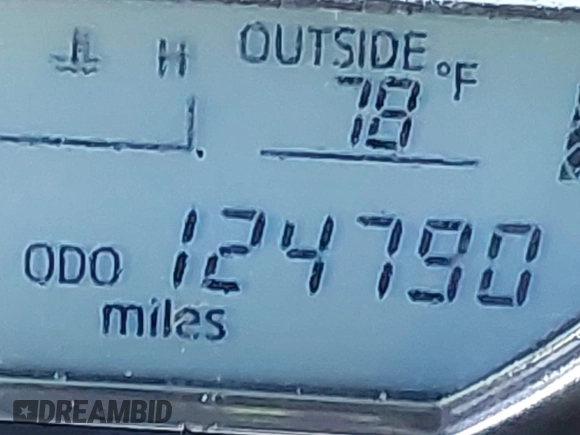 H OUTSIDE °F
78
ODO 124790
miles
DREAMBID